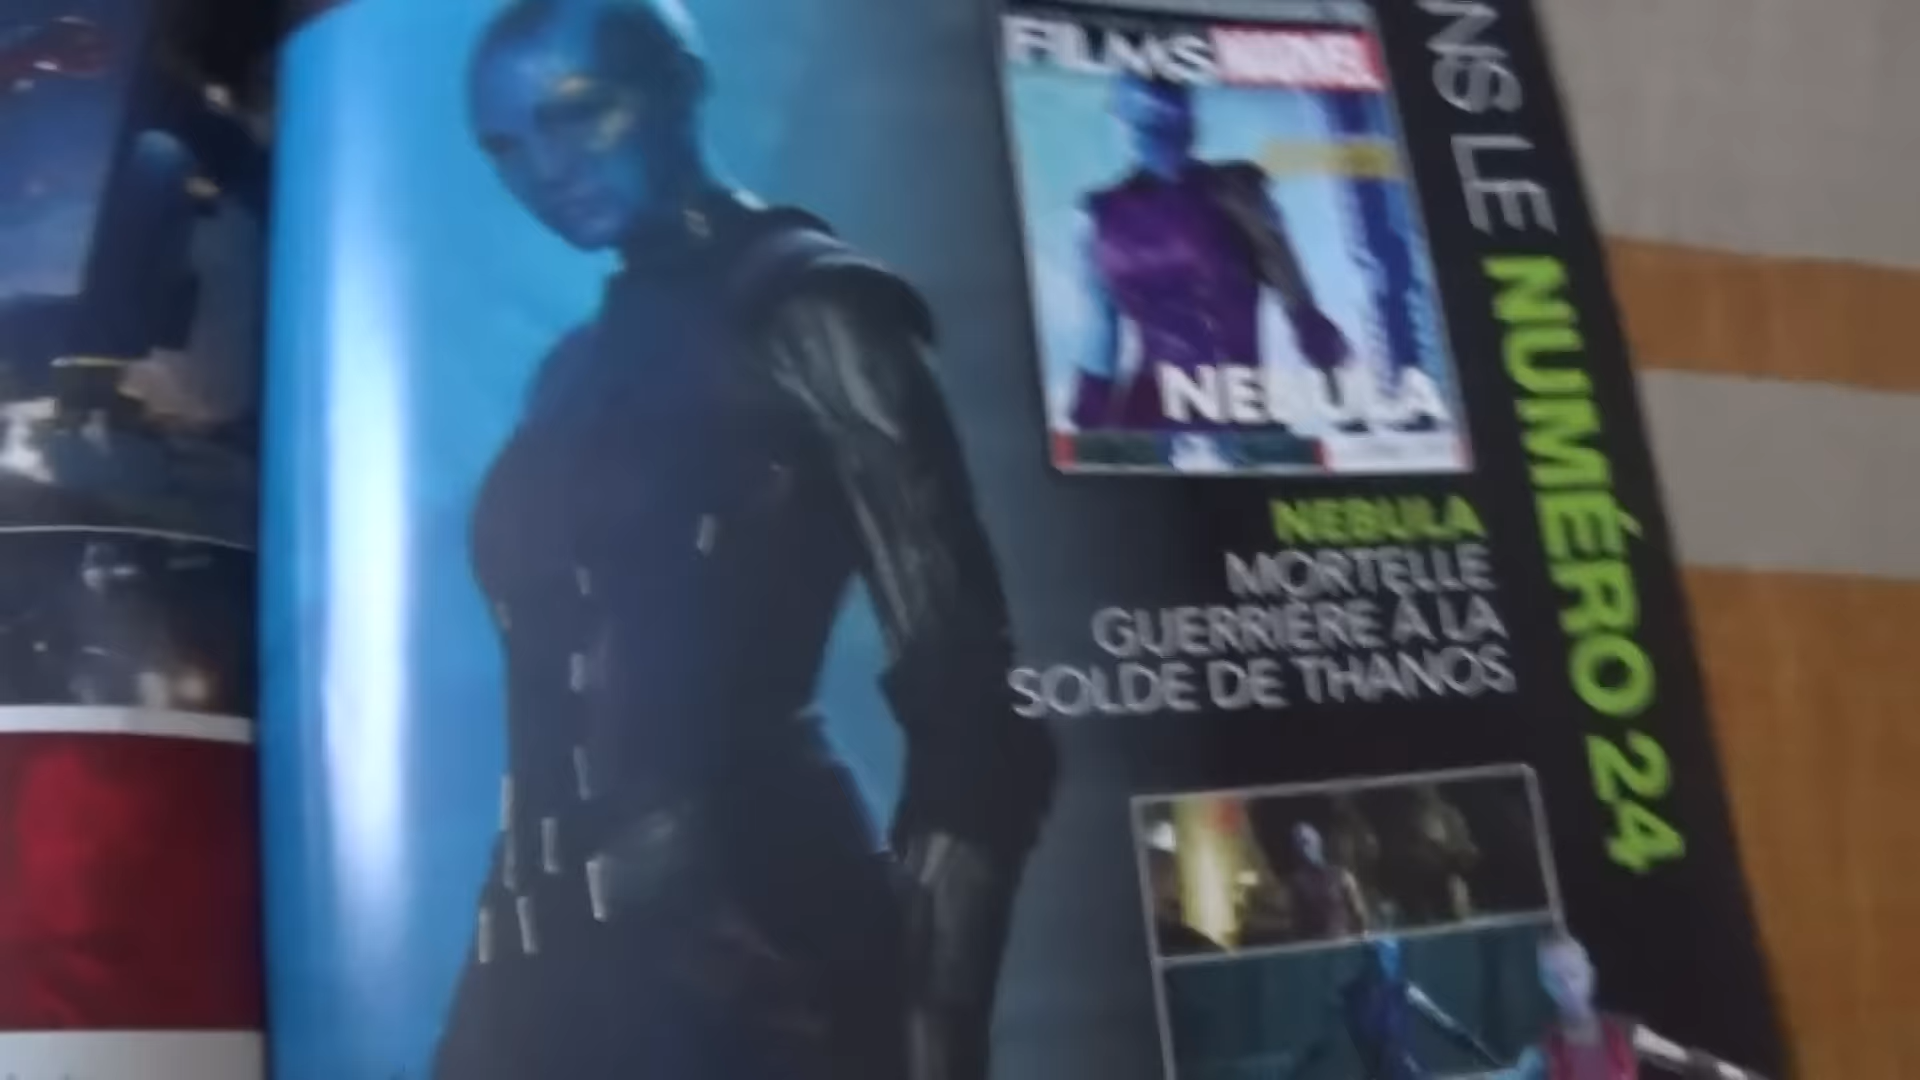 FILMS MARVEL
NEBULA
NEBULA
MORTELLE
GUERRIÈRE À LA
SOLDE DE THANOS
NS LE NUMÉRO 24